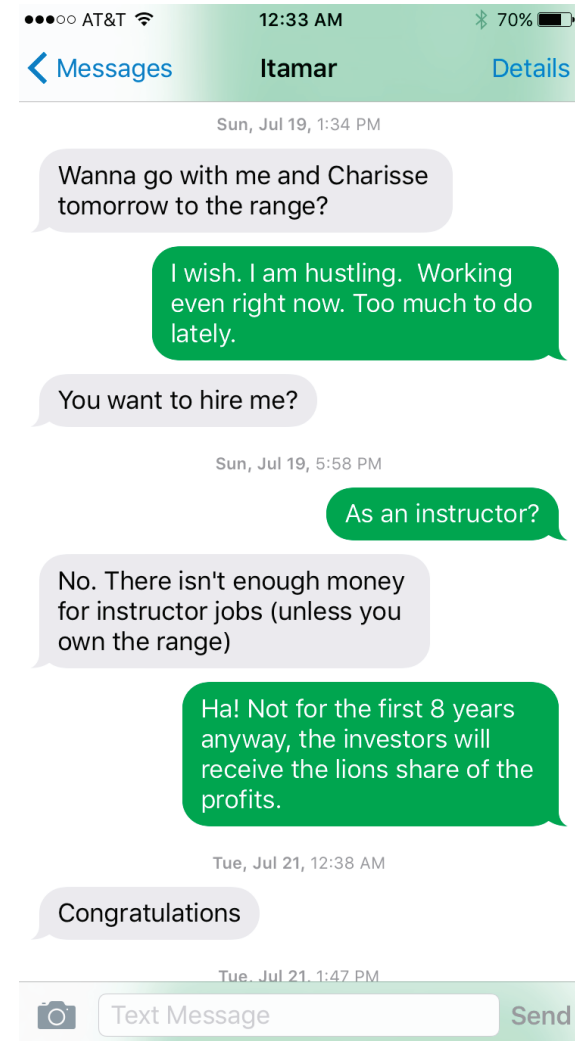 AT&T 12:33 AM 70%
Messages Itamar Details
Sun, Jul 19, 1:34 PM
Wanna go with me and Charisse
tomorrow to the range?
I wish. I am hustling.  Working
even right now. Too much to do
lately.
You want to hire me?
Sun, Jul 19, 5:58 PM
As an instructor?
No. There isn't enough money
for instructor jobs (unless you
own the range)
Ha! Not for the first 8 years
anyway, the investors will
receive the lions share of the
profits.
Tue, Jul 21, 12:38 AM
Congratulations
Tue, Jul 21, 1:47 PM
Text Message Send